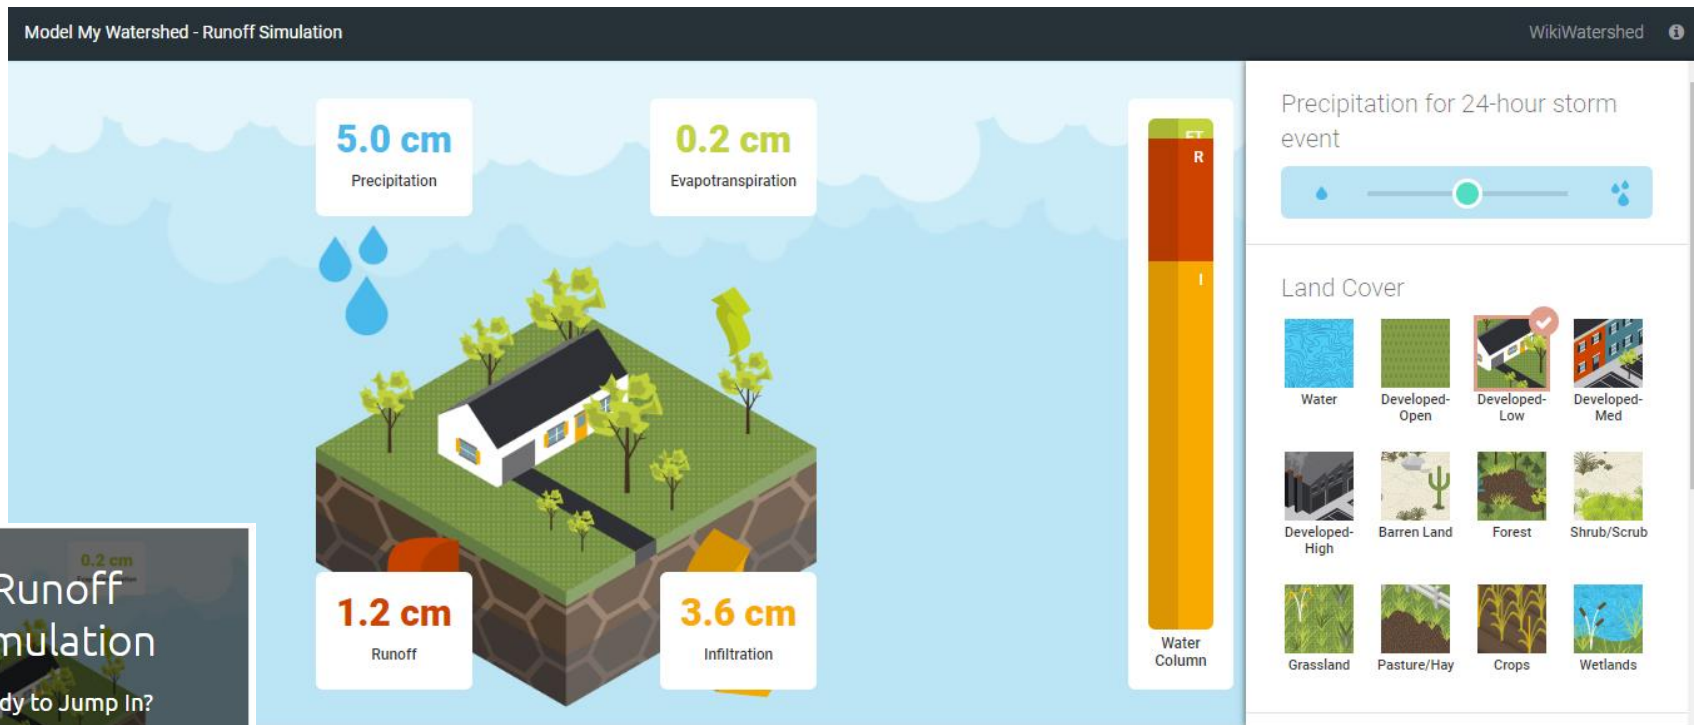 Model My Watershed - Runoff Simulation
WikiWatershed
5.0 cm
Precipitation
0.2 cm
Evapotranspiration
ET
R
I
Water
Column
1.2 cm
Runoff
3.6 cm
Infiltration
Precipitation for 24-hour storm
event
Land Cover
Water
Developed-
Open
Developed-
Low
Developed-
Med
Developed-
High
Barren Land
Forest
Shrub/Scrub
Grassland
Pasture/Hay
Crops
Wetlands
0.2 cm
Runoff
mulation
dy to Jump In?